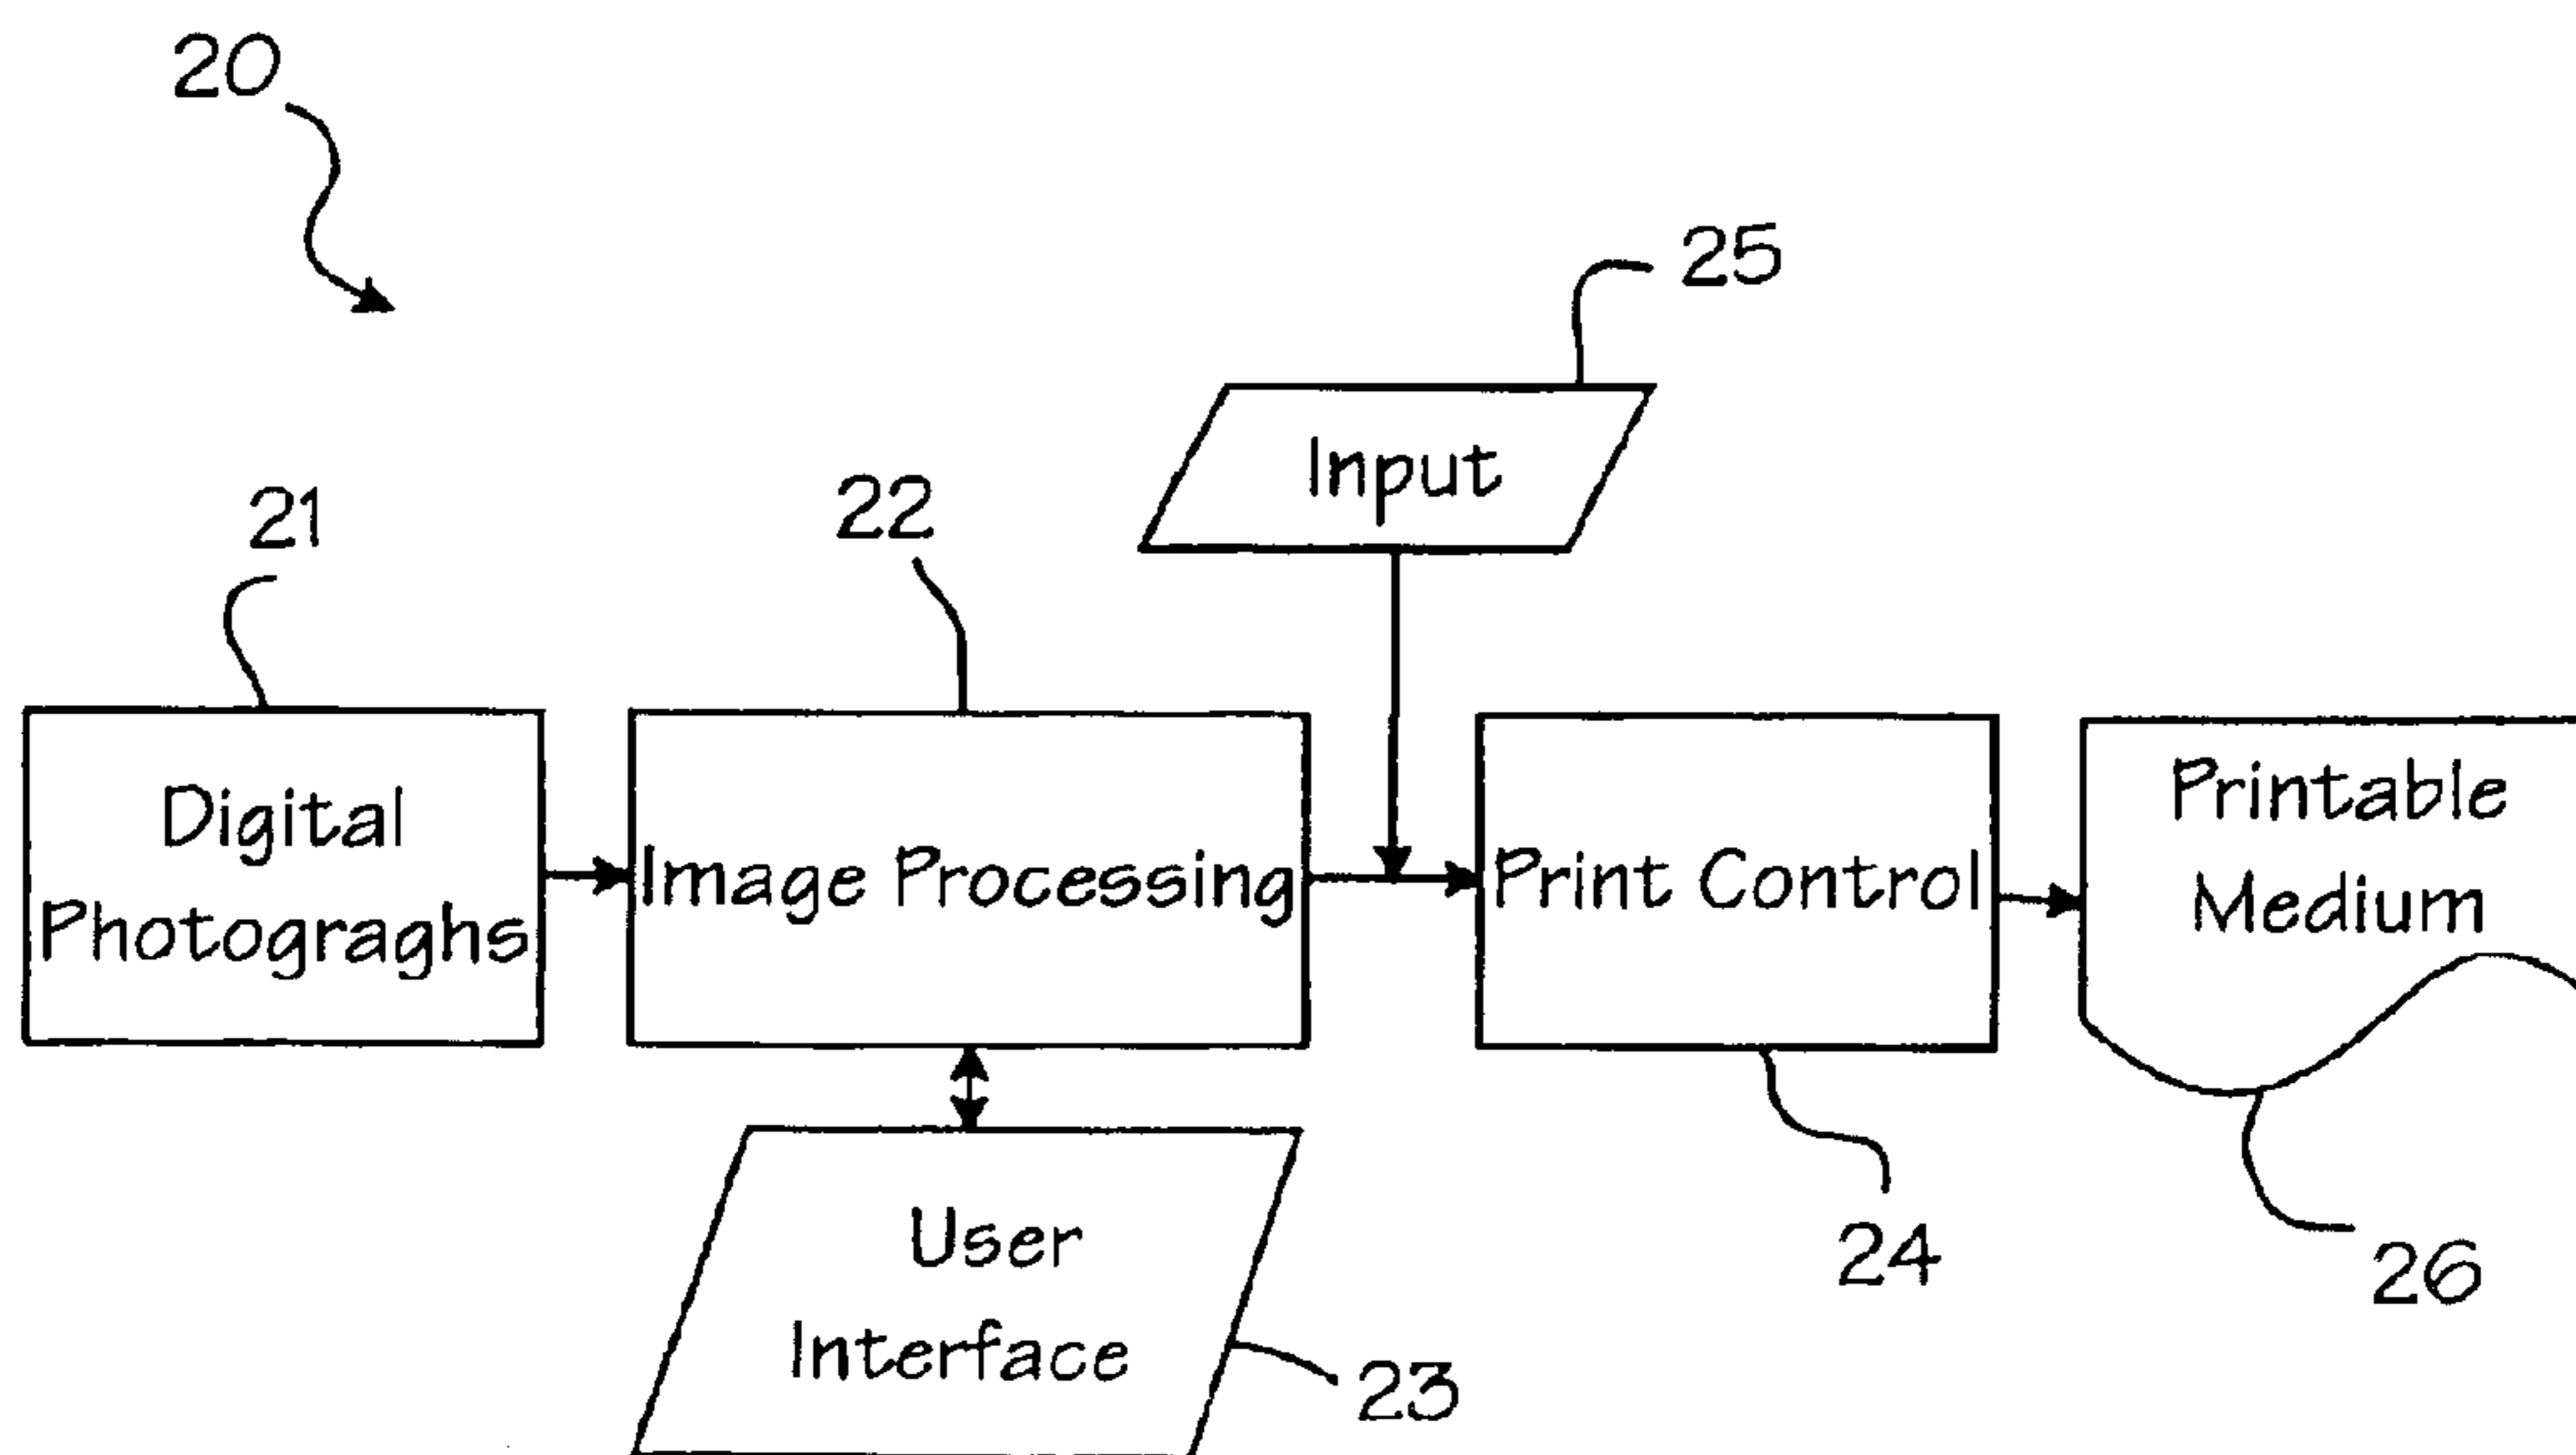 20
25
Input
21
22
Digital
Photograghs
Image Processing
Print Control
Printable
Medium
24
26
User
Interface
23